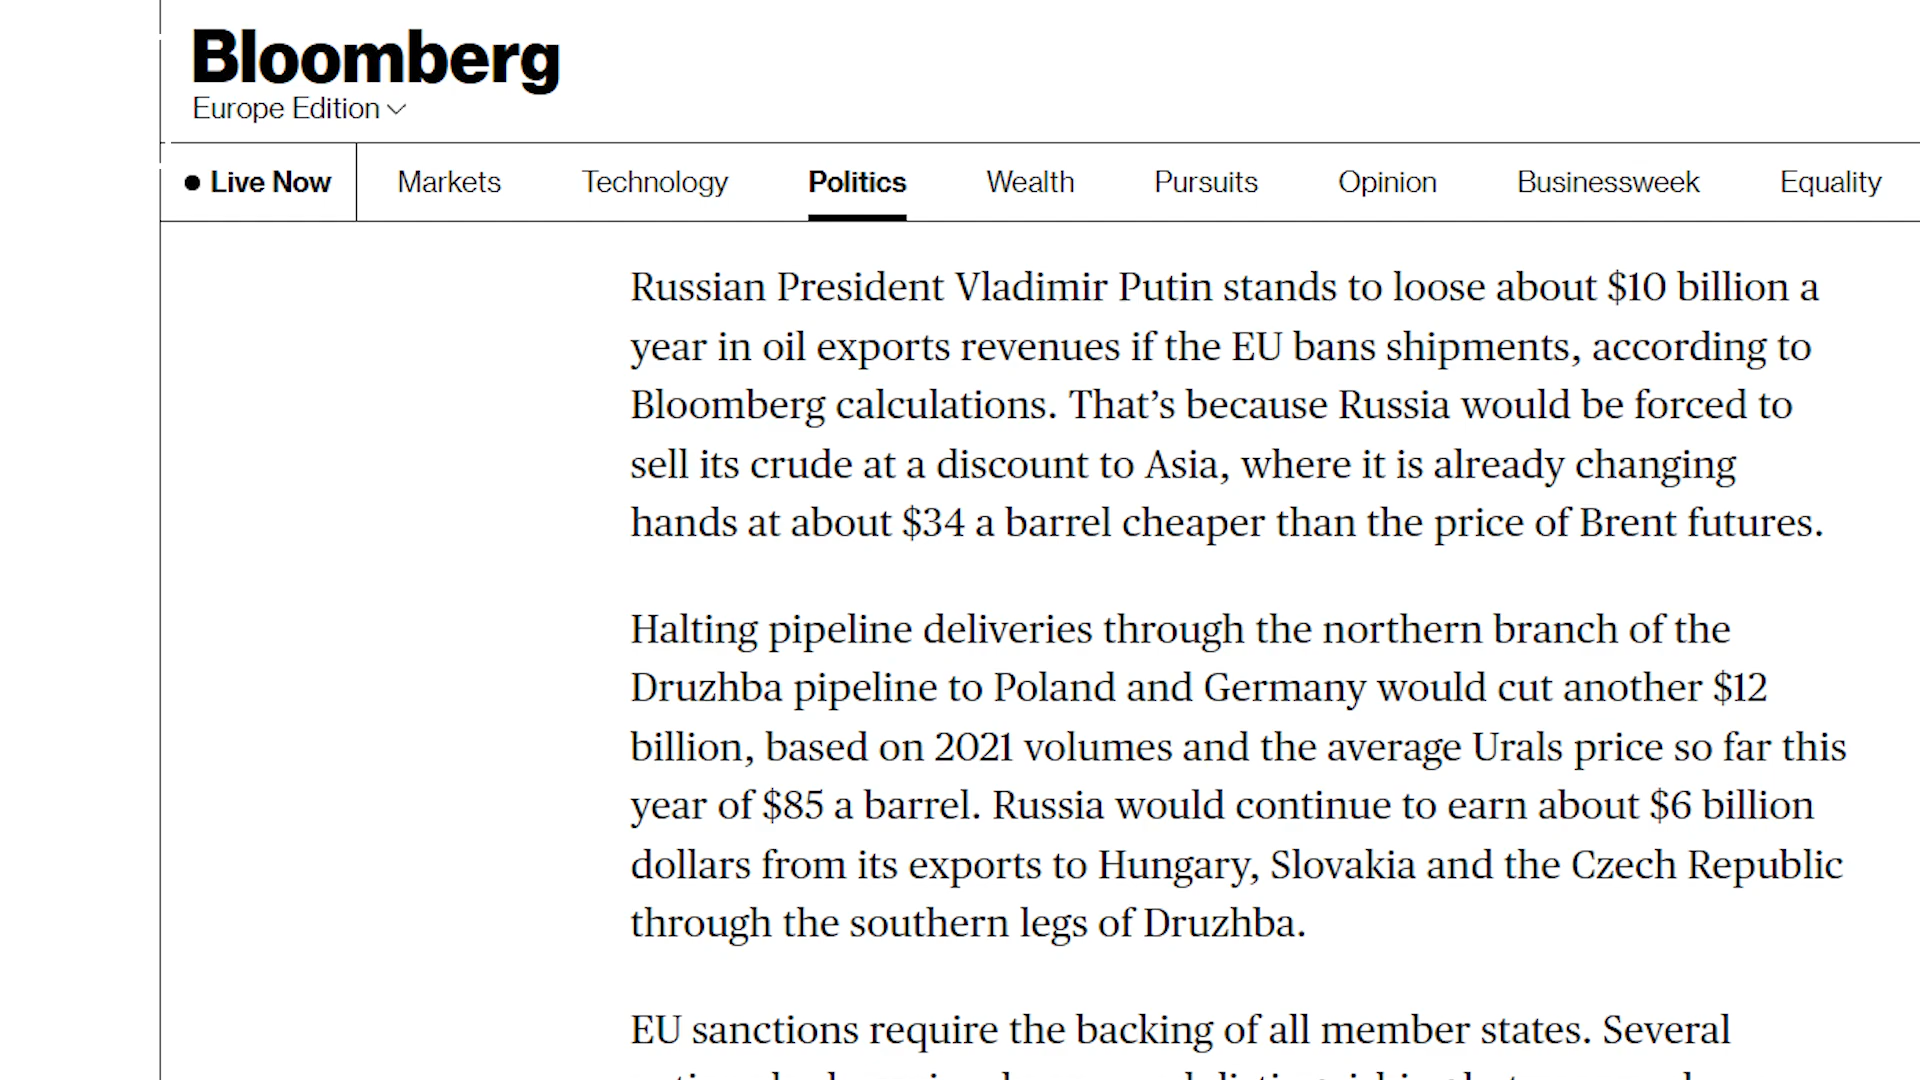 Bloomberg
Europe Edition
Live Now Markets Technology Politics Wealth Pursuits Opinion Businessweek Equality
Russian President Vladimir Putin stands to loose about $10 billion a
year in oil exports revenues if the EU bans shipments, according to
Bloomberg calculations. That’s because Russia would be forced to
sell its crude at a discount to Asia, where it is already changing
hands at about $34 a barrel cheaper than the price of Brent futures.
Halting pipeline deliveries through the northern branch of the
Druzhba pipeline to Poland and Germany would cut another $12
billion, based on 2021 volumes and the average Urals price so far this
year of $85 a barrel. Russia would continue to earn about $6 billion
dollars from its exports to Hungary, Slovakia and the Czech Republic
through the southern legs of Druzhba.
EU sanctions require the backing of all member states. Several